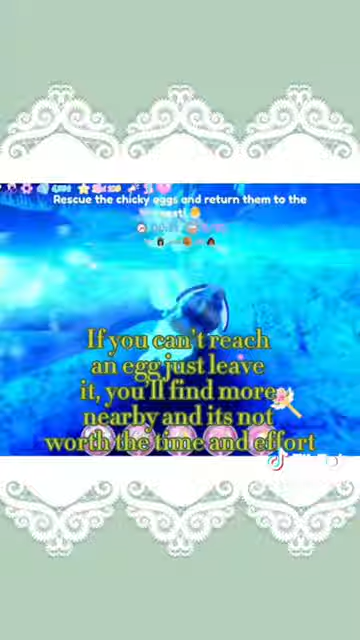 Rescue the chicky eggs and return them to the
If you can't reach
an egg just leave
it, you'll find more
nearby and its not
worth the time and effort